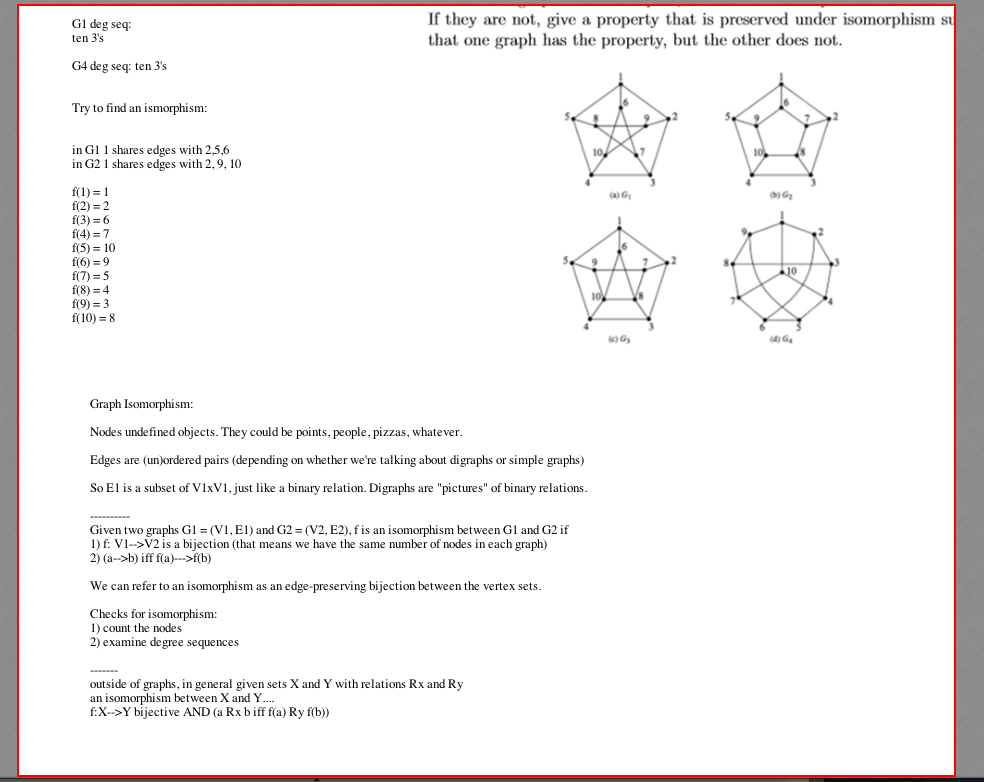 G1 deg seq:
ten 3's
G4 deg seq: ten 3's
Try to find an ismorphism:
in G1 1 shares edges with 2,5,6
in G2 1 shares edges with 2, 9, 10
f(1) = 1
f(2) = 2
f(3) = 6
f(4) = 7
f(5) = 10
f(6) = 9
f(7) = 5
f(8) = 4
f(9) = 3
f(10) = 8
If they are not, give a property that is preserved under isomorphism su
that one graph has the property, but the other does not.
1
6
5
8
9
2
10
7
4
3
(a) G₁
1
6
5
9
7
2
10
8
4
3
(b) G₂
1
6
5
9
7
2
10
8
4
3
(c) G₃
1
9
2
8
3
10
7
4
6
5
(d) G₄
Graph Isomorphism:
Nodes undefined objects. They could be points, people, pizzas, whatever.
Edges are (un)ordered pairs (depending on whether we're talking about digraphs or simple graphs)
So E1 is a subset of V1xV1, just like a binary relation. Digraphs are "pictures" of binary relations.
----------
Given two graphs G1 = (V1, E1) and G2 = (V2, E2), f is an isomorphism between G1 and G2 if
1) f: V1-->V2 is a bijection (that means we have the same number of nodes in each graph)
2) (a-->b) iff f(a)--->f(b)
We can refer to an isomorphism as an edge-preserving bijection between the vertex sets.
Checks for isomorphism:
1) count the nodes
2) examine degree sequences
-------
outside of graphs, in general given sets X and Y with relations Rx and Ry
an isomorphism between X and Y....
f:X-->Y bijective AND (a Rx b iff f(a) Ry f(b))